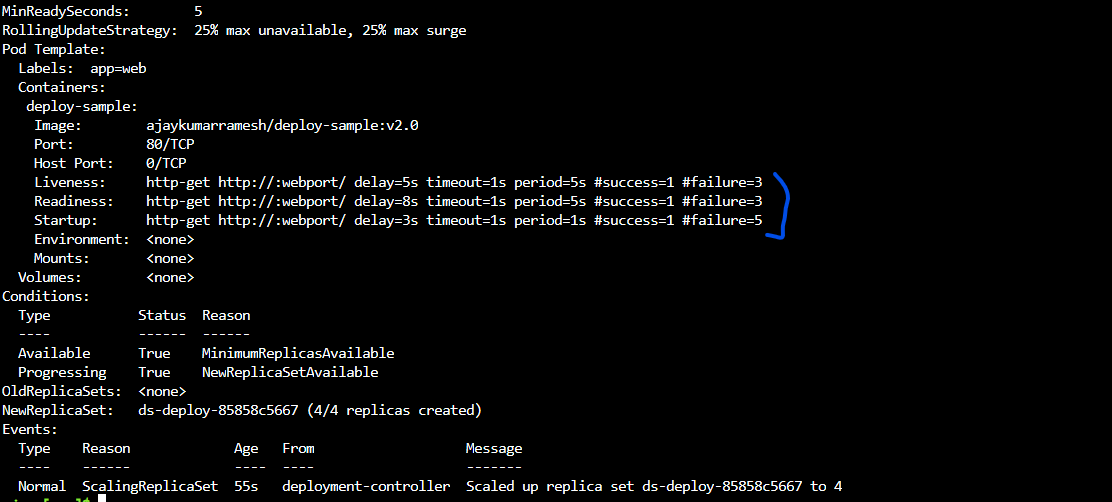 MinReadySeconds:        5
RollingUpdateStrategy:  25% max unavailable, 25% max surge
Pod Template:
  Labels:  app=web
  Containers:
   deploy-sample:
    Image:        ajaykumarramesh/deploy-sample:v2.0
    Port:         80/TCP
    Host Port:    0/TCP
    Liveness:     http-get http://:webport/ delay=5s timeout=1s period=5s #success=1 #failure=3
    Readiness:    http-get http://:webport/ delay=8s timeout=1s period=5s #success=1 #failure=3
    Startup:      http-get http://:webport/ delay=3s timeout=1s period=1s #success=1 #failure=5
    Environment:  <none>
    Mounts:       <none>
  Volumes:        <none>
Conditions:
  Type           Status  Reason
  ----           ------  ------
  Available      True    MinimumReplicasAvailable
  Progressing    True    NewReplicaSetAvailable
OldReplicaSets:  <none>
NewReplicaSet:   ds-deploy-85858c5667 (4/4 replicas created)
Events:
  Type    Reason             Age   From                   Message
  ----    ------             ----  ----                   -------
  Normal  ScalingReplicaSet  55s   deployment-controller  Scaled up replica set ds-deploy-85858c5667 to 4